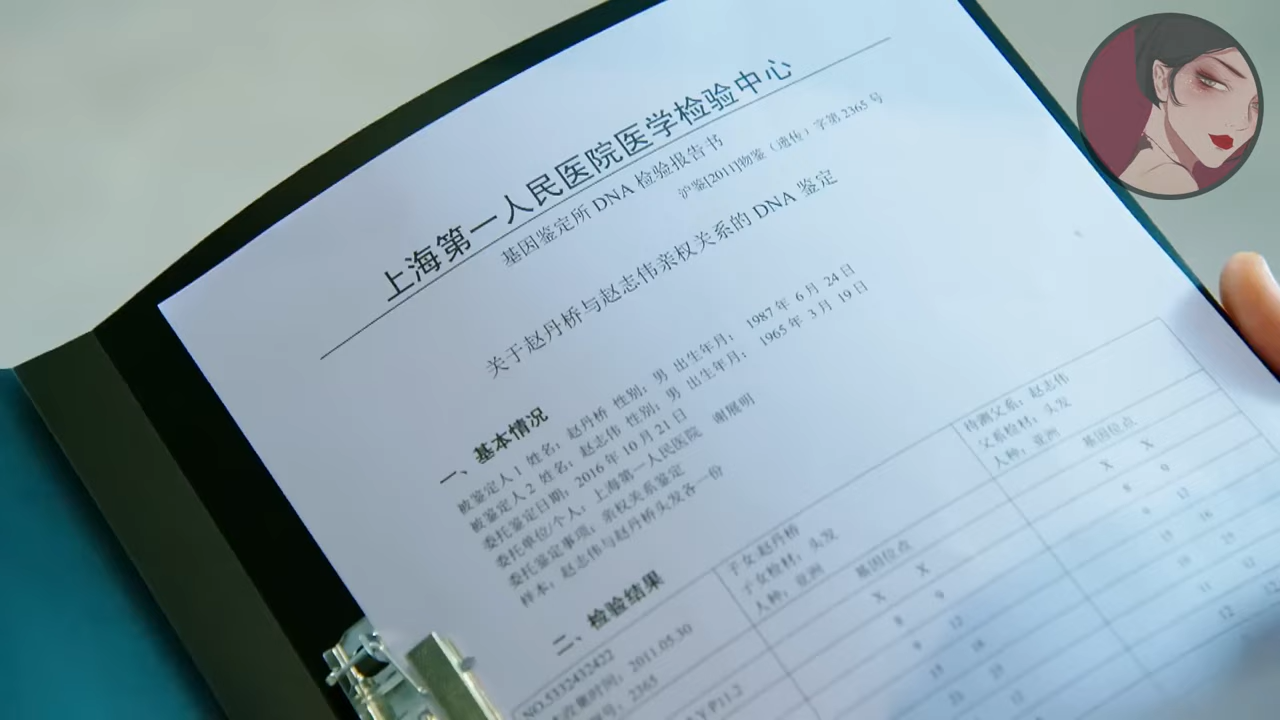 上海第一人民医院医学检验中心
基因鉴定所 DNA 检验报告书
沪鉴[2011]物鉴（遗传）字第 2365 号
关于赵丹桥与赵志伟亲权关系的 DNA 鉴定
一、基本情况
被鉴定人 1 姓名：赵丹桥 性别：男 出生年月：1987 年 6 月 24 日
被鉴定人 2 姓名：赵志伟 性别：男 出生年月：1965 年 3 月 19 日
委托鉴定日期：2016 年 10 月 21 日
委托单位/个人：上海第一人民医院 谢展明
委托鉴定事项：亲权关系鉴定
样本：赵志伟与赵丹桥头发各一份
二、检验结果
NO.5332432422
2011.05.30
2365
子女:赵丹桥
子女检材：头发
人种：亚洲
待测父系：赵志伟
父系检材：头发
人种：亚洲
基因位点
基因位点
X X
X X
8 9
8 9
9 12